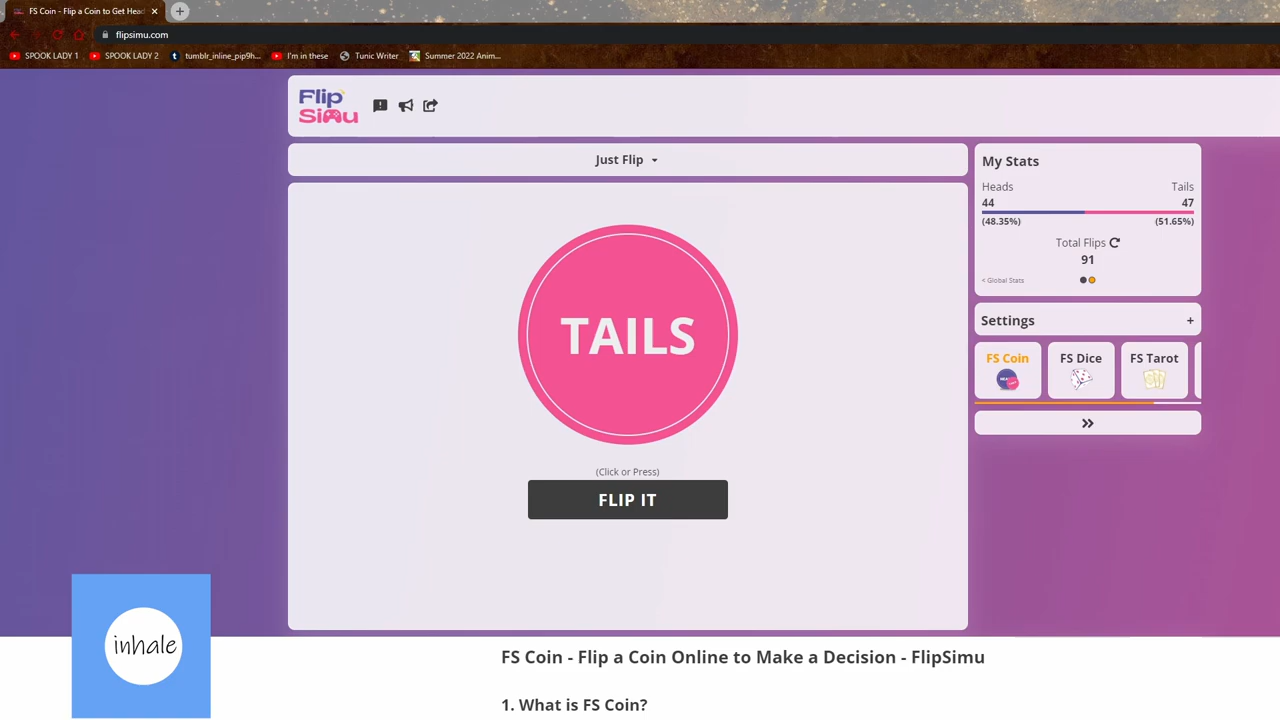 FS Coin - Flip a Coin to Get Hea
flipsimu.com
SPOOK LADY 1
SPOOK LADY 2
tumblr_inline_pip9h...
I'm in these
Tunic Writer
Summer 2022 Anim...
Flip
Simu
Just Flip
TAILS
(Click or Press)
FLIP IT
My Stats
Heads Tails
44 47
(48.35%) (51.65%)
Total Flips
91
< Global Stats
Settings +
FS Coin
FS Dice
FS Tarot
inhale
FS Coin - Flip a Coin Online to Make a Decision - FlipSimu
1. What is FS Coin?